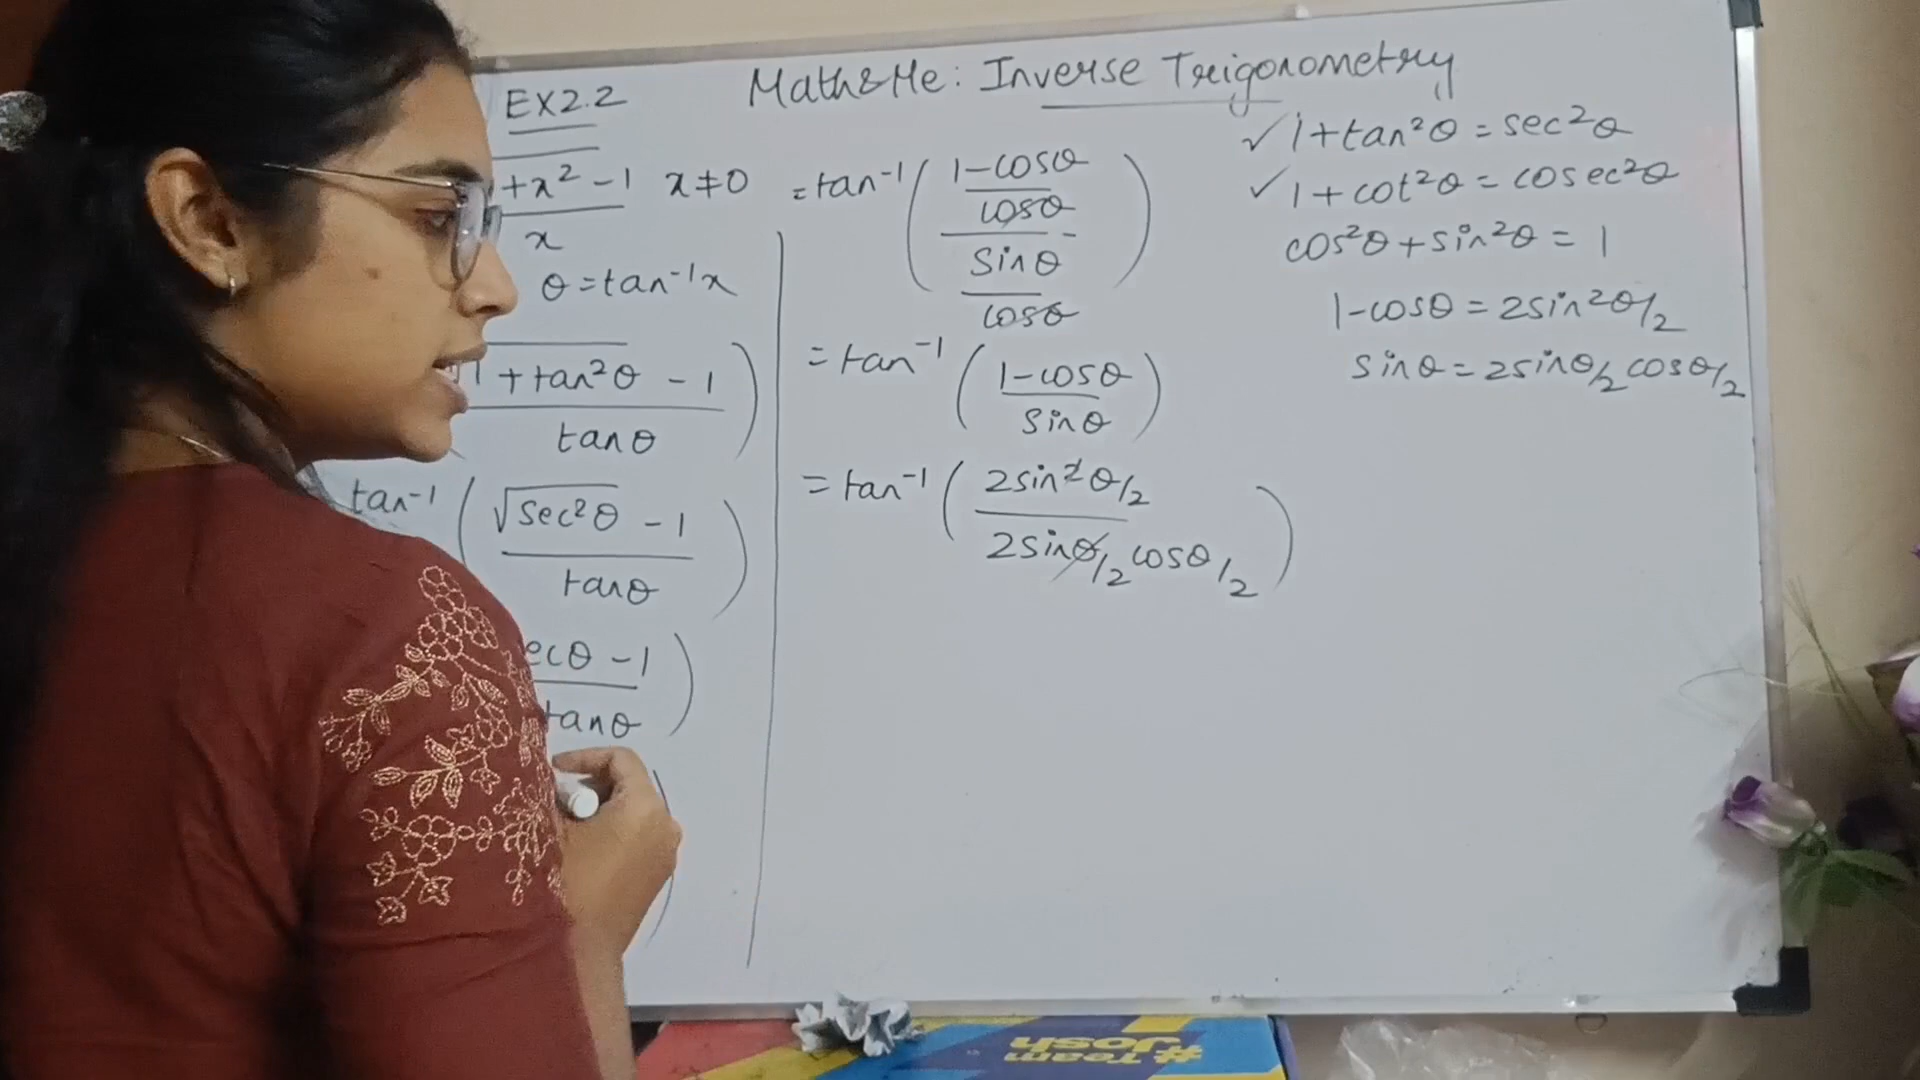 Math&Me: Inverse Trigonometry
EX2.2
+x² -1   x≠0
x
θ=tan⁻¹x
1+tan²θ - 1
tanθ
tan⁻¹ ( √sec²θ - 1
tanθ )
ecθ -1
tanθ )
=tan⁻¹ ( 1-cosθ
cosθ
sinθ
cosθ )
=tan⁻¹ ( 1-cosθ
sinθ )
=tan⁻¹ ( 2sin²θ/2
2sinθ/2 cosθ/2 )
✓ 1+tan²θ = sec²θ
✓ 1+cot²θ = cosec²θ
cos²θ+sin²θ = 1
1-cosθ = 2sin²θ/2
sinθ = 2sinθ/2 cosθ/2
#Team
Josh